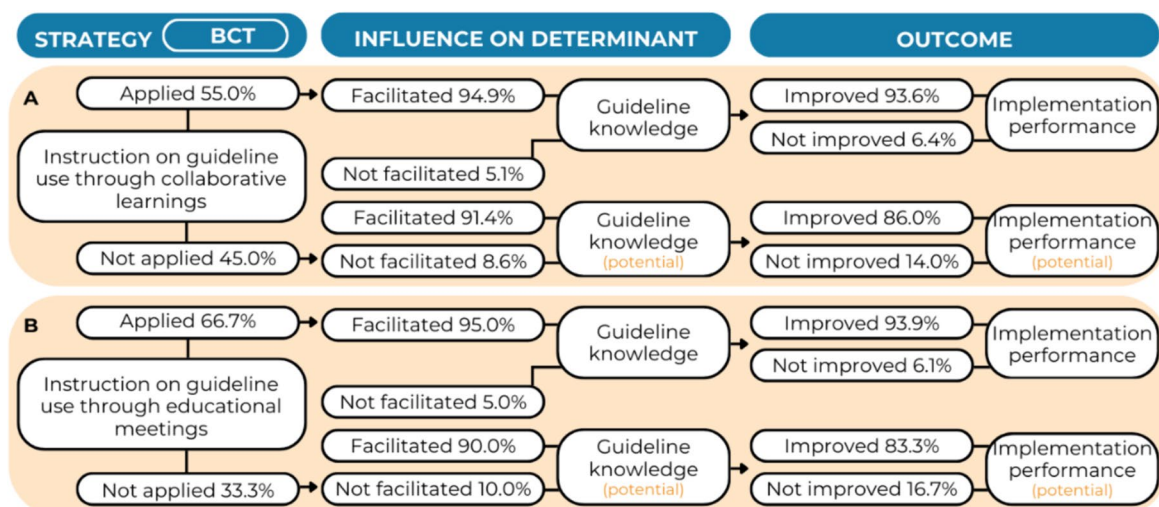 STRATEGY BCT
INFLUENCE ON DETERMINANT
OUTCOME
A
Applied 55.0%
Instruction on guideline
use through collaborative
learnings
Not applied 45.0%
Facilitated 94.9%
Not facilitated 5.1%
Guideline
knowledge
Facilitated 91.4%
Not facilitated 8.6%
Guideline
knowledge
(potential)
Improved 93.6%
Not improved 6.4%
Implementation
performance
Improved 86.0%
Not improved 14.0%
Implementation
performance
(potential)
B
Applied 66.7%
Instruction on guideline
use through educational
meetings
Not applied 33.3%
Facilitated 95.0%
Not facilitated 5.0%
Guideline
knowledge
Facilitated 90.0%
Not facilitated 10.0%
Guideline
knowledge
(potential)
Improved 93.9%
Not improved 6.1%
Implementation
performance
Improved 83.3%
Not improved 16.7%
Implementation
performance
(potential)